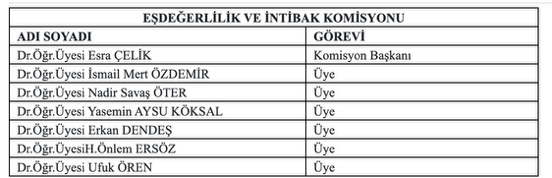 EŞDEĞERLİLİK VE İNTİBAK KOMİSYONU
ADI SOYADI GÖREVİ
Dr.Öğr.Üyesi Esra ÇELİK Komisyon Başkanı
Dr.Öğr.Üyesi İsmail Mert ÖZDEMİR Üye
Dr.Öğr.Üyesi Nadir Savaş ÖTER Üye
Dr.Öğr.Üyesi Yasemin AYSU KÖKSAL Üye
Dr.Öğr.Üyesi Erkan DENDEŞ Üye
Dr.Öğr.ÜyesiH.Önlem ERSÖZ Üye
Dr.Öğr.Üyesi Ufuk ÖREN Üye